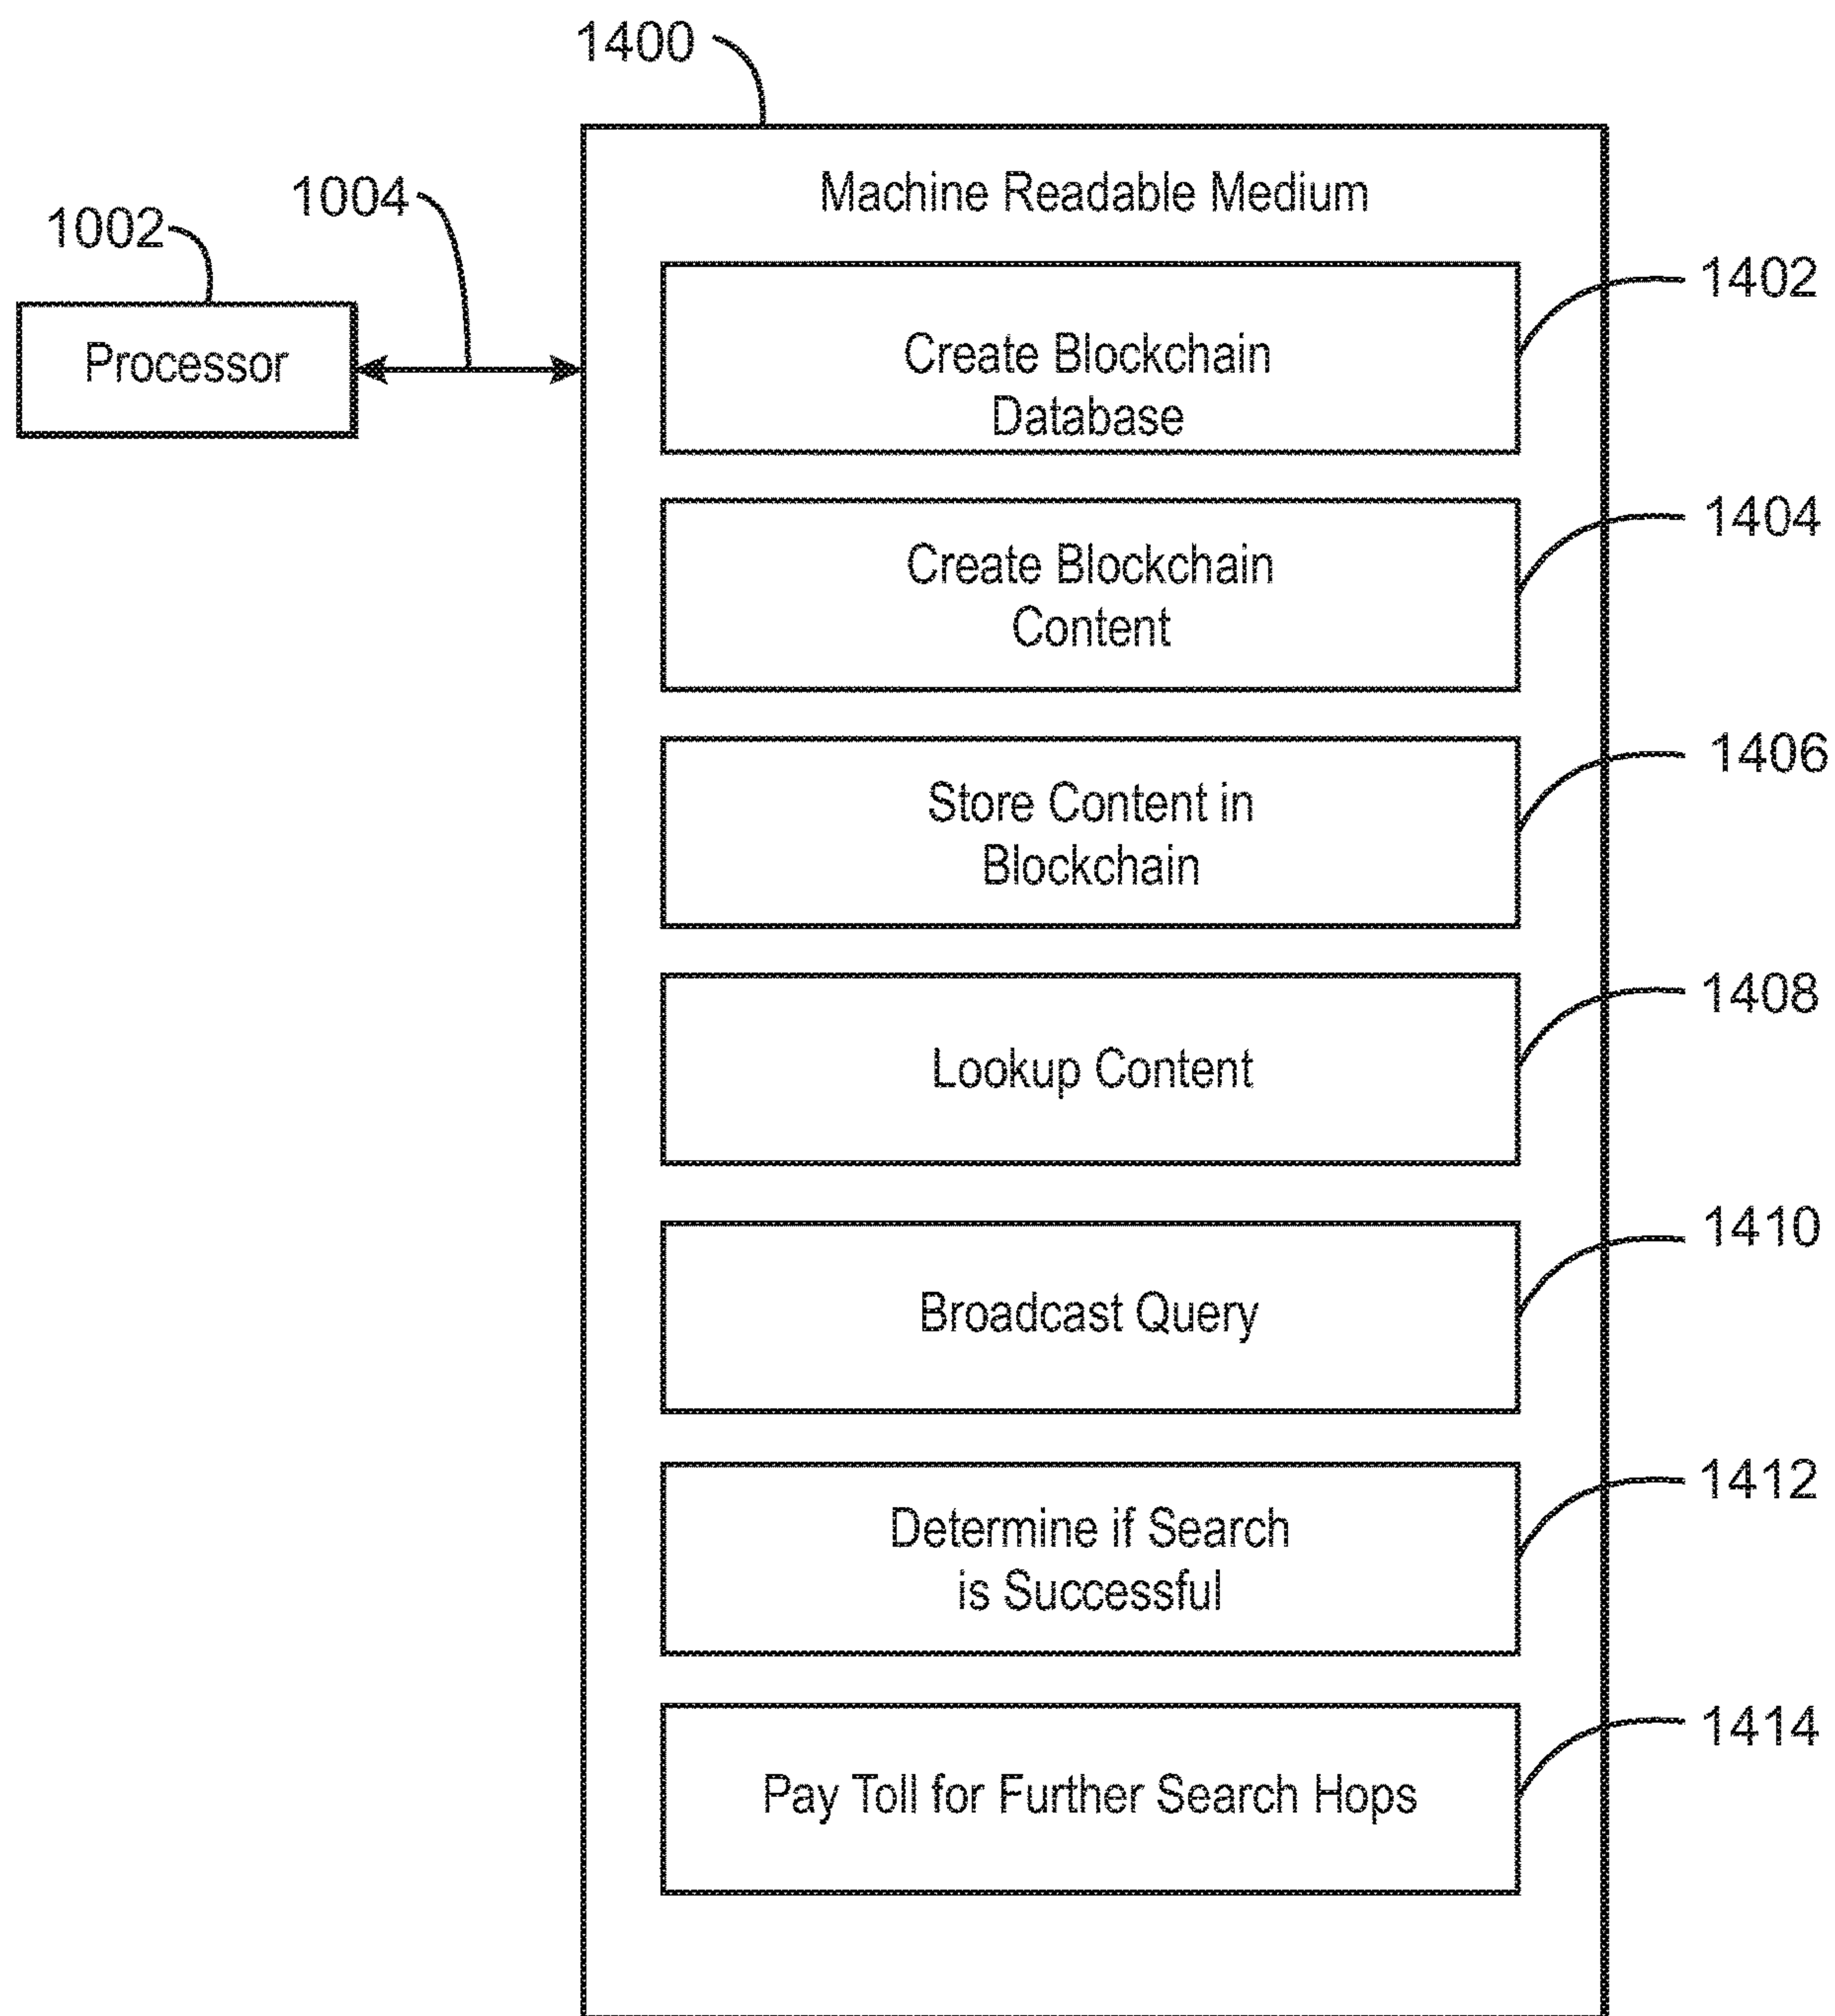 1400
1004
1002
Machine Readable Medium
Processor
Create Blockchain
Database
1402
Create Blockchain
Content
1404
Store Content in
Blockchain
1406
Lookup Content
1408
Broadcast Query
1410
Determine if Search
is Successful
1412
Pay Toll for Further Search Hops
1414